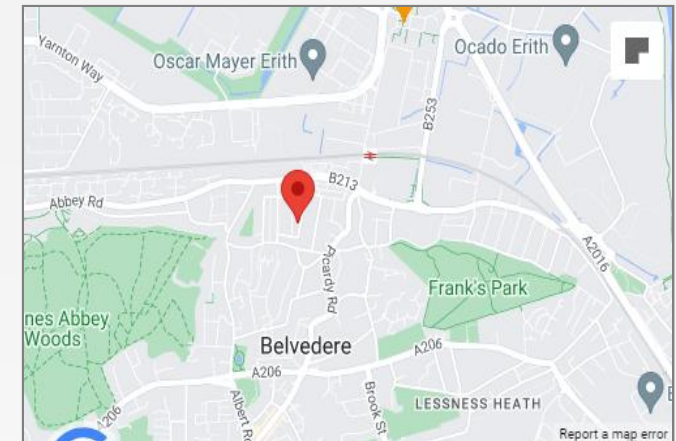 Yarnton Way
Oscar Mayer Erith
Ocado Erith
B253
B213
Abbey Rd
Picardy Rd
A2016
Frank's Park
nes Abbey
Woods
Belvedere
A206
A206
A206
Albert Rd
Brook St
LESSNESS HEATH
E
Report a map error